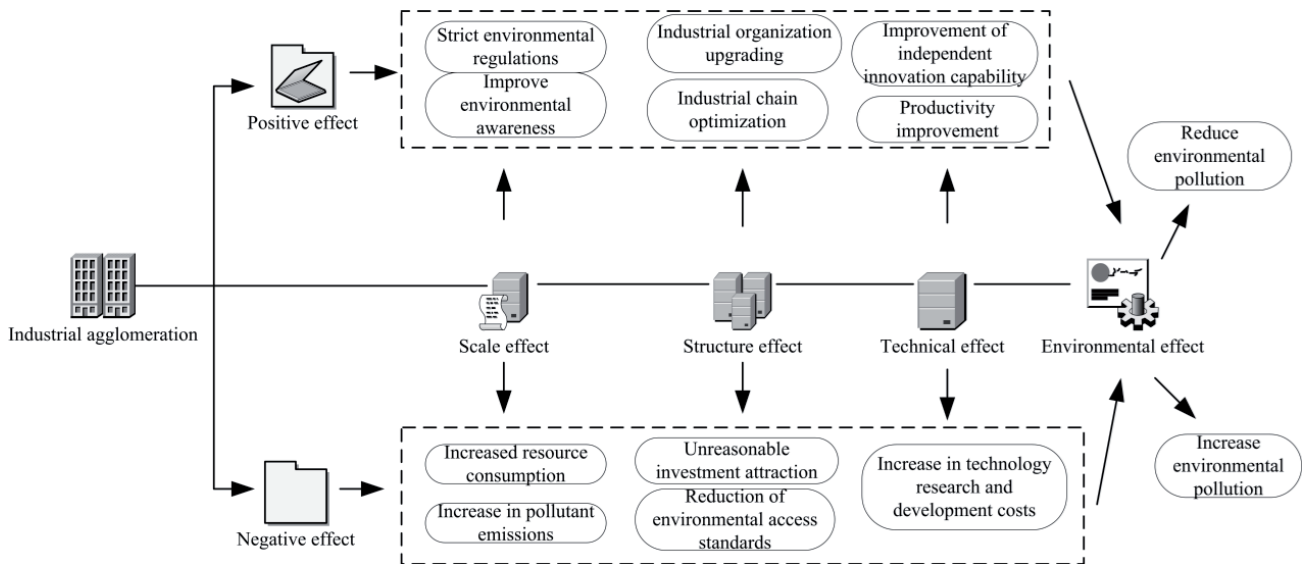 Strict environmental
regulations
Improve
environmental
awareness
Industrial organization
upgrading
Industrial chain
optimization
Improvement of
independent
innovation capability
Productivity
improvement
Positive effect
Reduce
environmental
pollution
Industrial agglomeration
Scale effect
Structure effect
Technical effect
Environmental effect
Increased resource
consumption
Increase in pollutant
emissions
Unreasonable
investment attraction
Reduction of
environmental access
standards
Increase in technology
research and
development costs
Negative effect
Increase
environmental
pollution